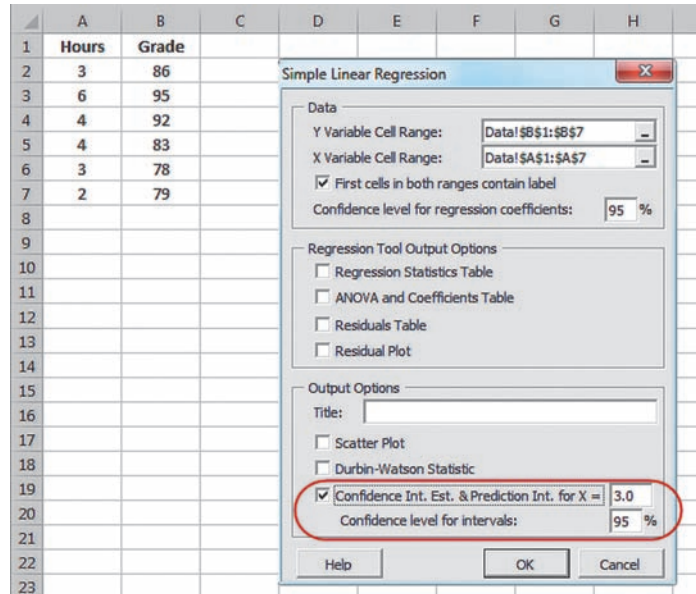 A B C D E F G H
1 Hours Grade
2 3 86
3 6 95
4 4 92
5 4 83
6 3 78
7 2 79
8
9
10
11
12
13
14
15
16
17
18
19
20
21
22
23
Simple Linear Regression
Data
Y Variable Cell Range: Data!$B$1:$B$7
X Variable Cell Range: Data!$A$1:$A$7
First cells in both ranges contain label
Confidence level for regression coefficients: 95 %
Regression Tool Output Options
Regression Statistics Table
ANOVA and Coefficients Table
Residuals Table
Residual Plot
Output Options
Title:
Scatter Plot
Durbin-Watson Statistic
Confidence Int. Est. & Prediction Int. for X = 3.0
Confidence level for intervals: 95 %
Help OK Cancel